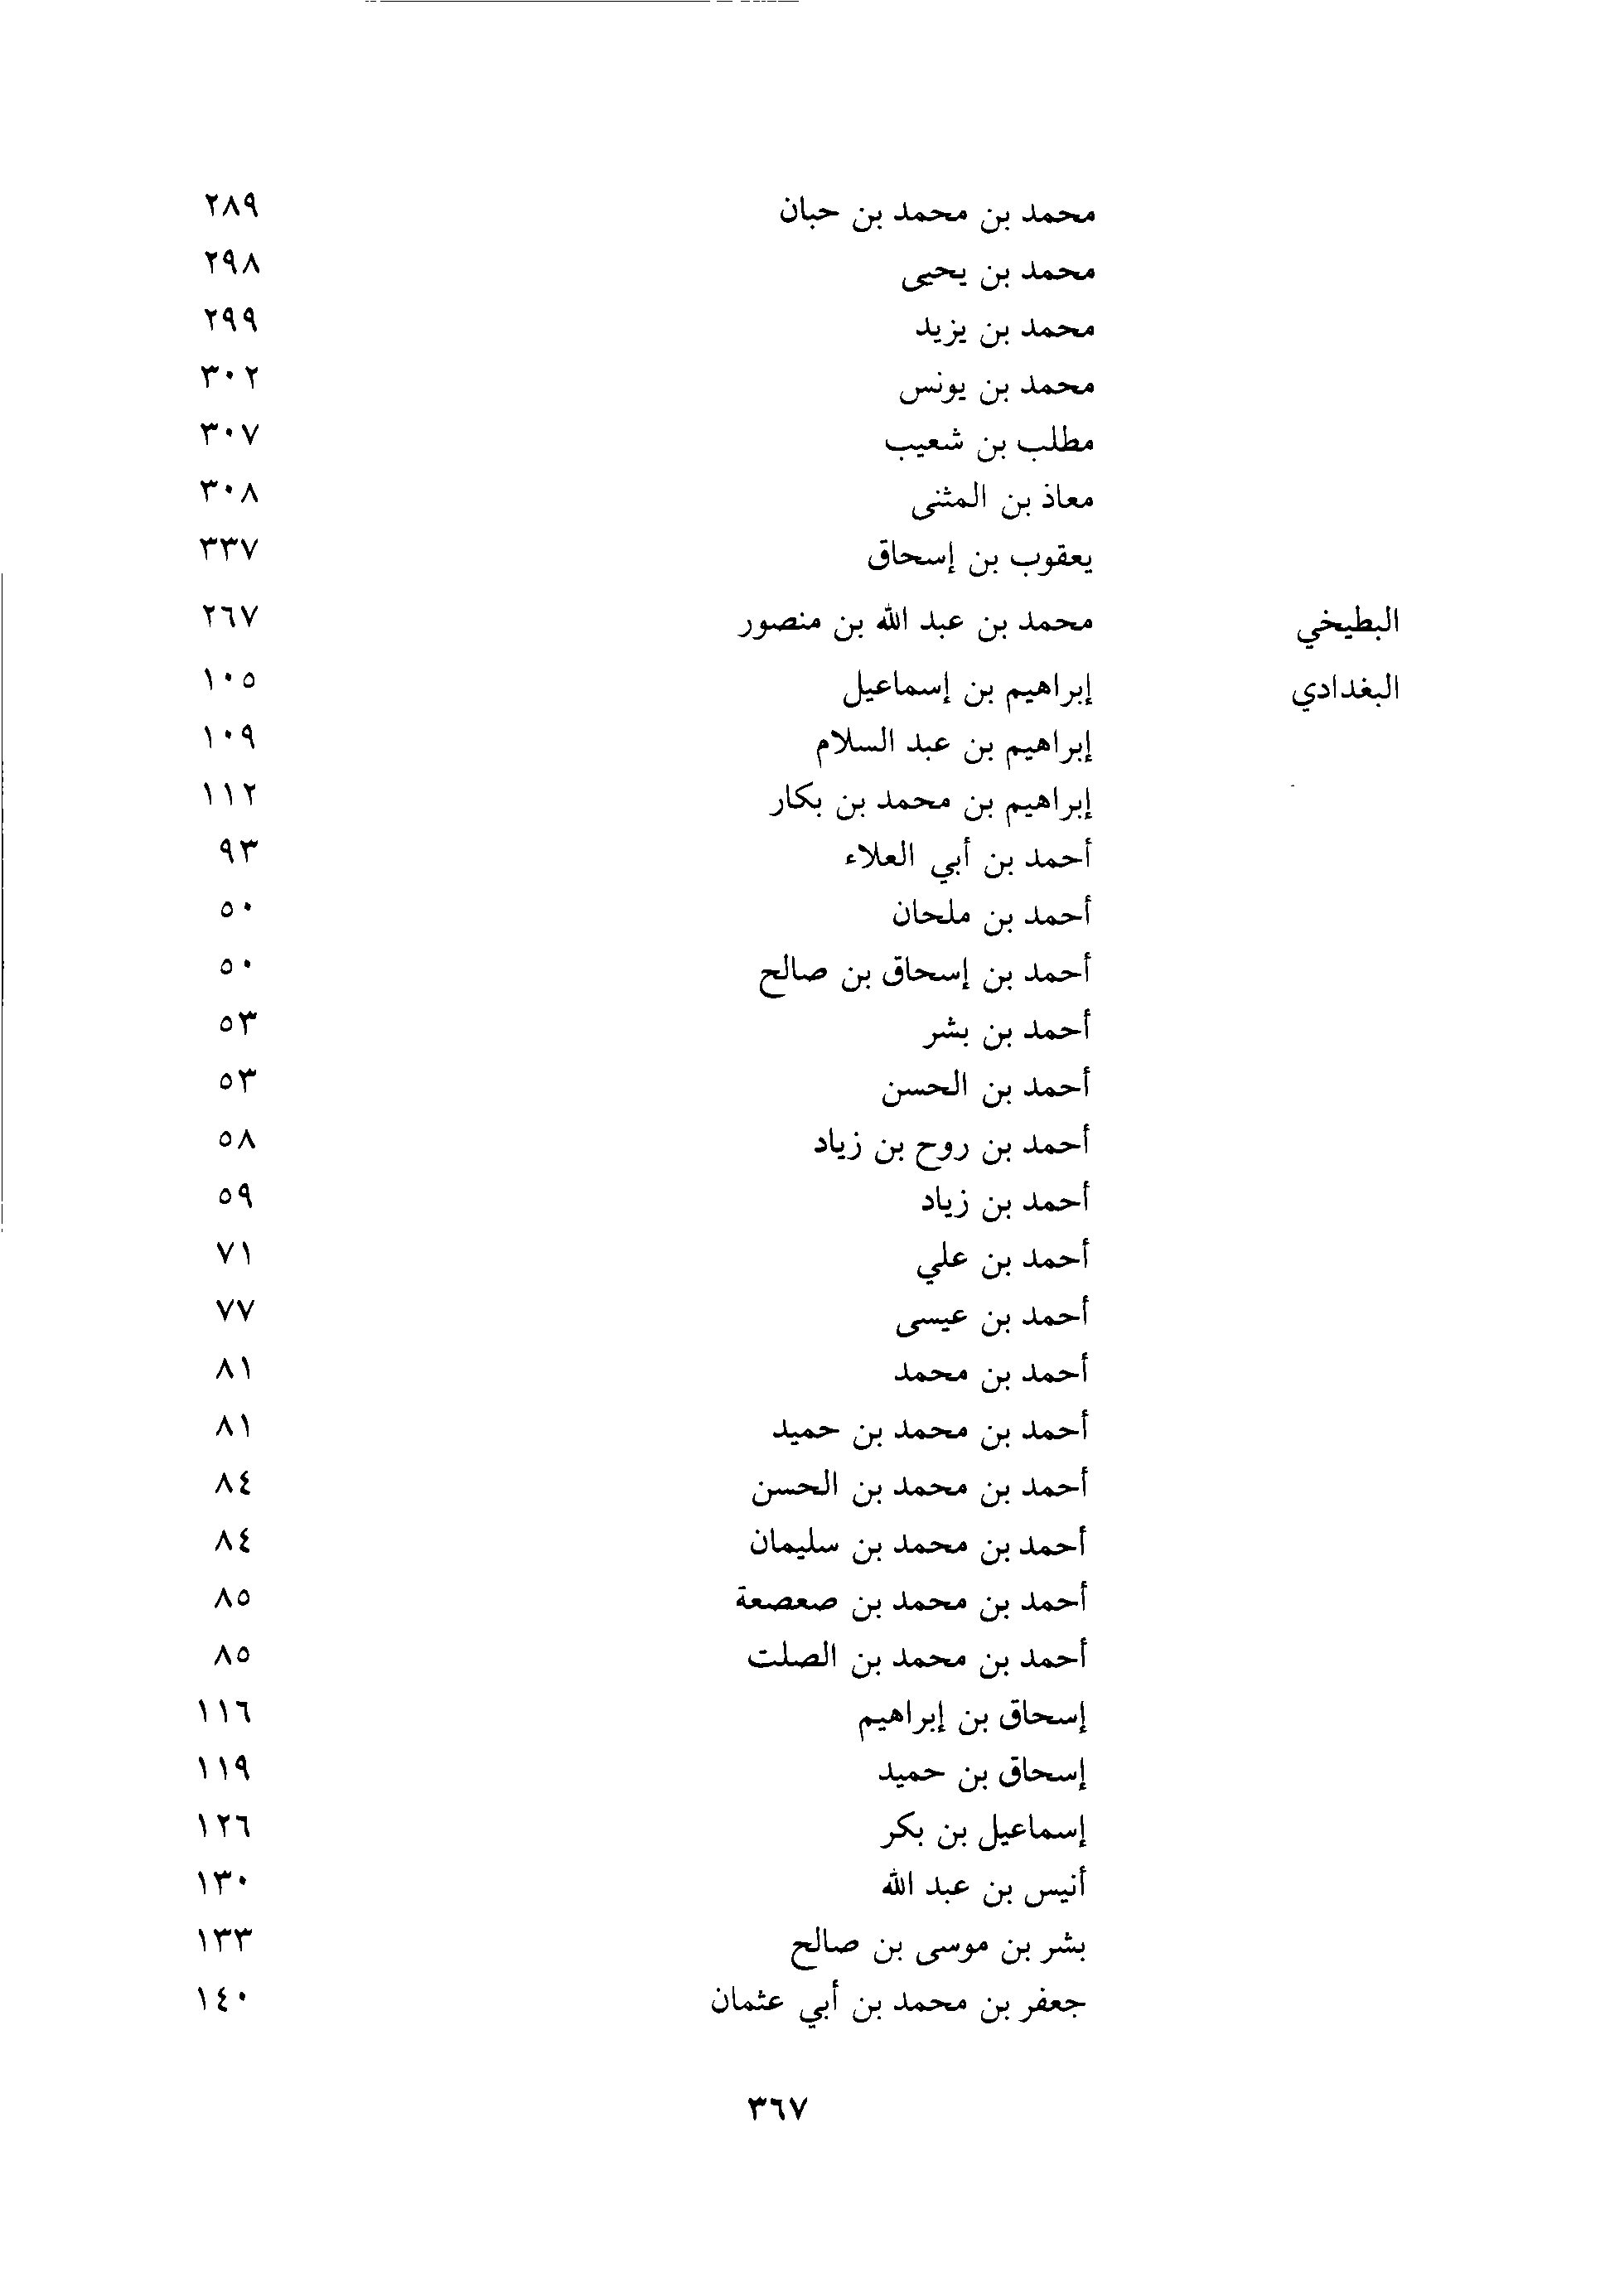 محمد بن محمد بن حبان ٢٨٩
محمد بن يحيى ٢٩٨
محمد بن يزيد ٢٩٩
محمد بن يونس ٣٠٢
مطلب بن شعيب ٣٠٧
معاذ بن المثنى ٣٠٨
يعقوب بن إسحاق ٣٣٧
البطيخي محمد بن عبد الله بن منصور ٢٦٧
البغدادي إبراهيم بن إسماعيل ١٠٥
إبراهيم بن عبد السلام ١٠٩
إبراهيم بن محمد بن بكار ١١٢
أحمد بن أبي العلاء ٩٣
أحمد بن ملحان ٥٠
أحمد بن إسحاق بن صالح ٥٠
أحمد بن بشر ٥٣
أحمد بن الحسن ٥٣
أحمد بن روح بن زياد ٥٨
أحمد بن زياد ٥٩
أحمد بن علي ٧١
أحمد بن عيسى ٧٧
أحمد بن محمد ٨١
أحمد بن محمد بن حميد ٨١
أحمد بن محمد بن الحسن ٨٤
أحمد بن محمد بن سليمان ٨٤
أحمد بن محمد بن صعصعة ٨٥
أحمد بن محمد بن الصلت ٨٥
إسحاق بن إبراهيم ١١٦
إسحاق بن حميد ١١٩
إسماعيل بن بكر ١٢٦
أنيس بن عبد الله ١٣٠
بشر بن موسى بن صالح ١٣٣
جعفر بن محمد بن أبي عثمان ١٤٠
٣٦٧